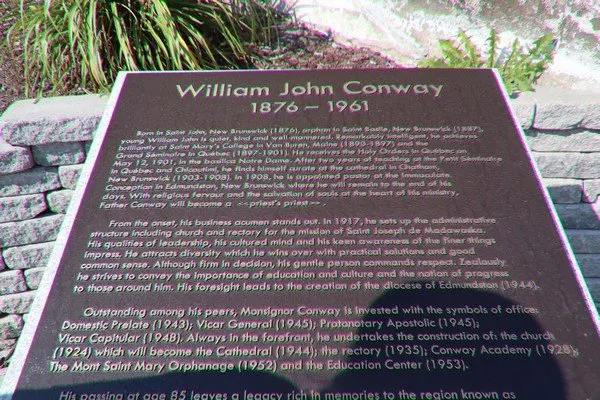 William John Conway
1876 – 1961
Born in Saint John, New Brunswick (1876), orphan in Saint Basile, New Brunswick (1887),
young William is quiet, kind and well mannered. Remarkably intelligent, he achieves
brilliantly at Saint Mary's College in Van Buren, Maine (1890-1897) and the
Grand Séminaire in Québec (1897-1901). He receives the Holy Orders in Québec on
May 12, 1901, in the basilica Notre Dame. After two years of teaching at the Petit Séminaire
in Québec and Chicoutimi, he finds himself curate at the cathedral in Chatham,
New Brunswick (1903-1908). In 1908, he is appointed pastor at the Immaculate
Conception in Edmundston, New Brunswick where he will remain to the end of his
days. With religious fervour and the salvation of souls at the heart of his ministry,
Father Conway will become a <<priest's priest>>.
From the onset, his business acumen stands out. In 1917, he sets up the administrative
structure including church and rectory for the mission of Saint Joseph de Madawaska.
His qualities of leadership, his cultured mind and his keen awareness of the finer things
impress. He attracts diversity which he wins over with practical solutions and good
common sense. Although firm in decision, his gentle person commands respect. Zealously
he strives to convey the importance of education and culture and the notion of progress
to those around him. His foresight leads to the creation of the diocese of Edmundston (1944).
Outstanding among his peers, Monsignor Conway is invested with the symbols of office:
Domestic Prelate (1943); Vicar General (1945); Protonotary Apostolic (1945);
Vicar Capitular (1948). Always in the forefront, he undertakes the construction of: the church
(1924) which will become the Cathedral (1944); the rectory (1935); Conway Academy (1928);
The Mont Saint Mary Orphanage (1952) and the Education Center (1953).
His passing at age 85 leaves a legacy rich in memories to the region known as